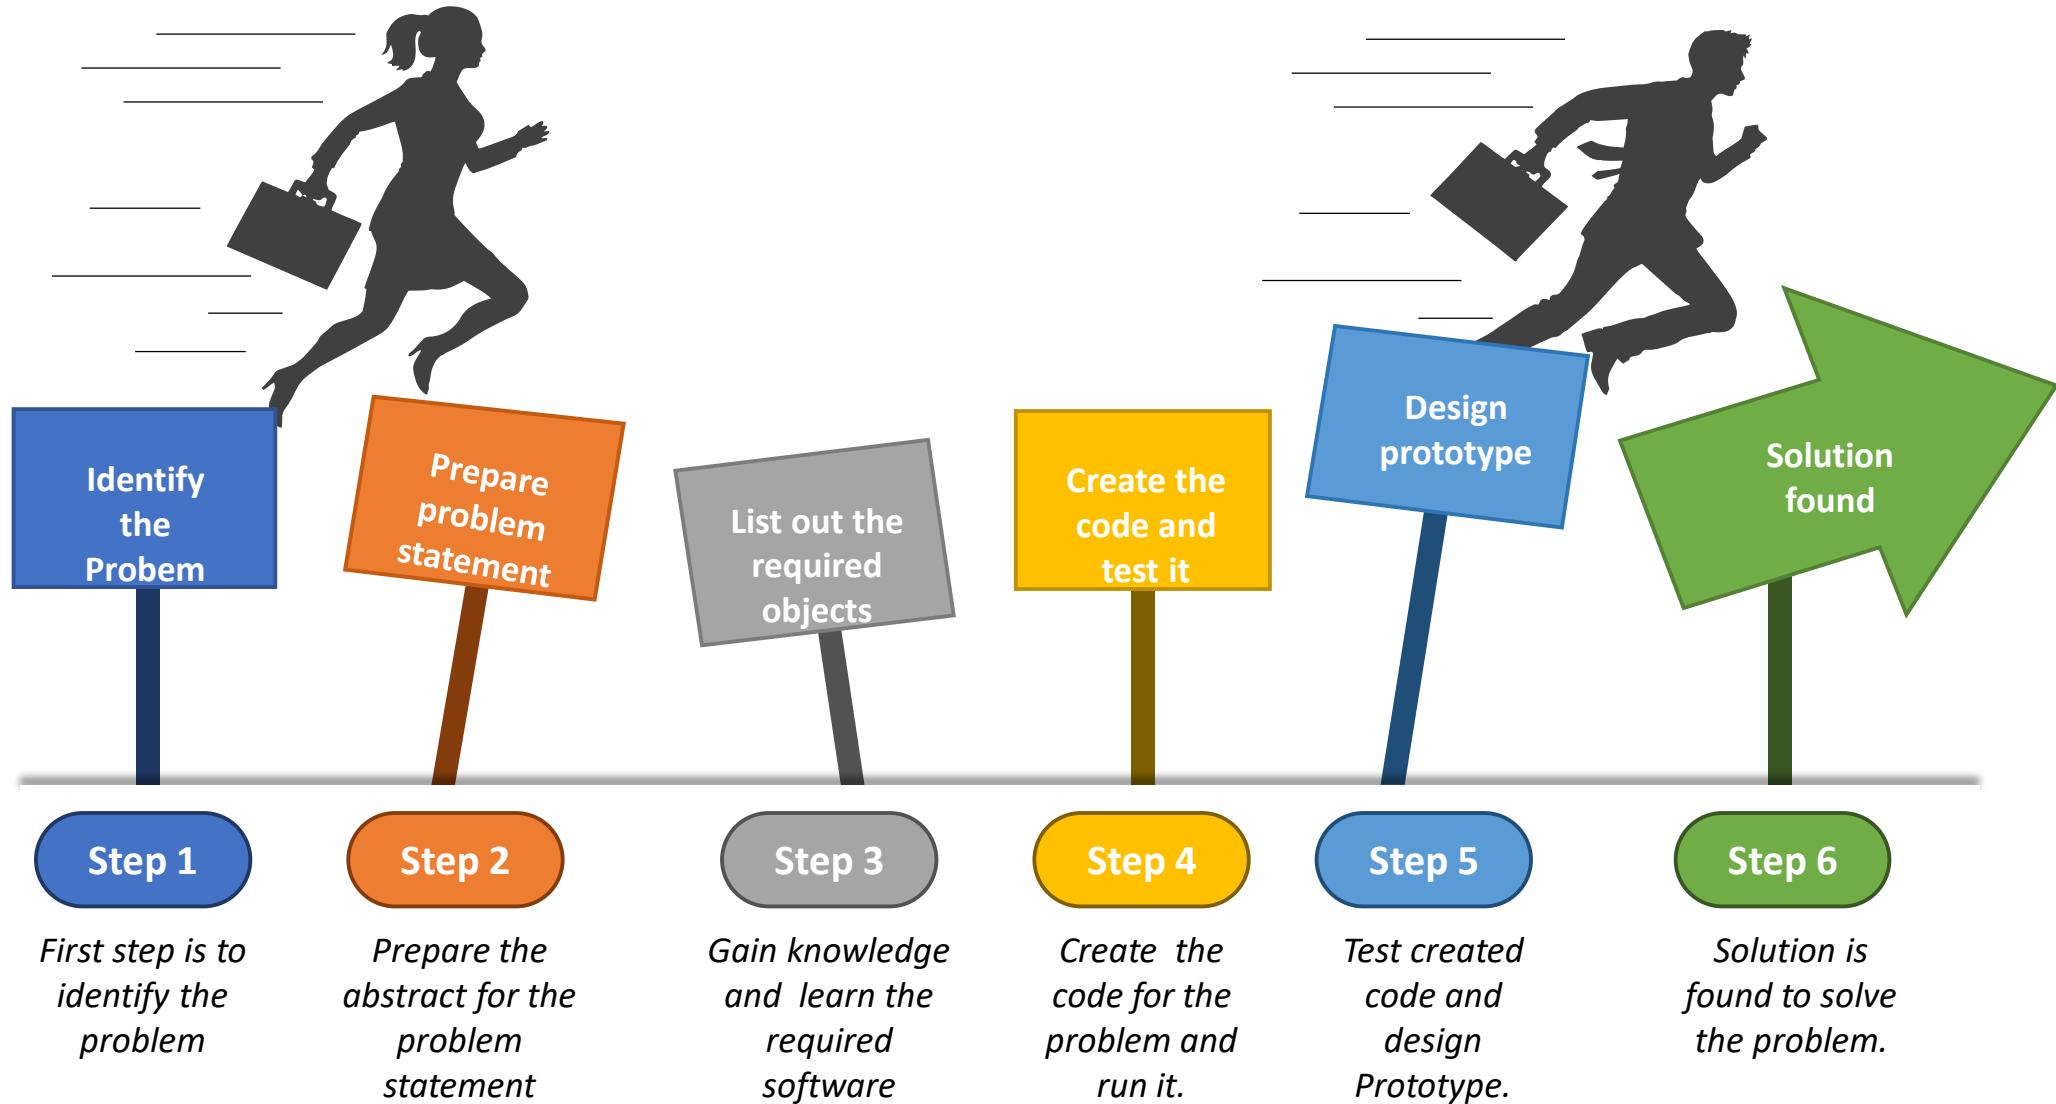 Identify
the
Probem
Prepare
problem
statement
List out the
required
objects
Create the
code and
test it
Design
prototype
Solution
found
Step 1
Step 2
Step 3
Step 4
Step 5
Step 6
First step is to
identify the
problem
Prepare the
abstract for the
problem
statement
Gain knowledge
and  learn the
required
software
Create  the
code for the
problem and
run it.
Test created
code and
design
Prototype.
Solution is
found to solve
the problem.